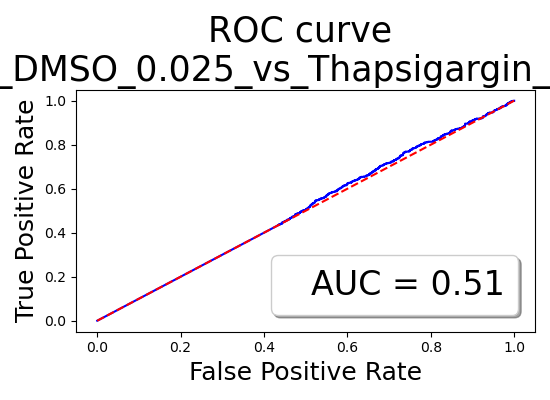 ROC curve
_DMSO_0.025_vs_Thapsigargin_
True Positive Rate
1.0
0.8
0.6
0.4
0.2
0.0
AUC = 0.51
0.0 0.2 0.4 0.6 0.8 1.0
False Positive Rate